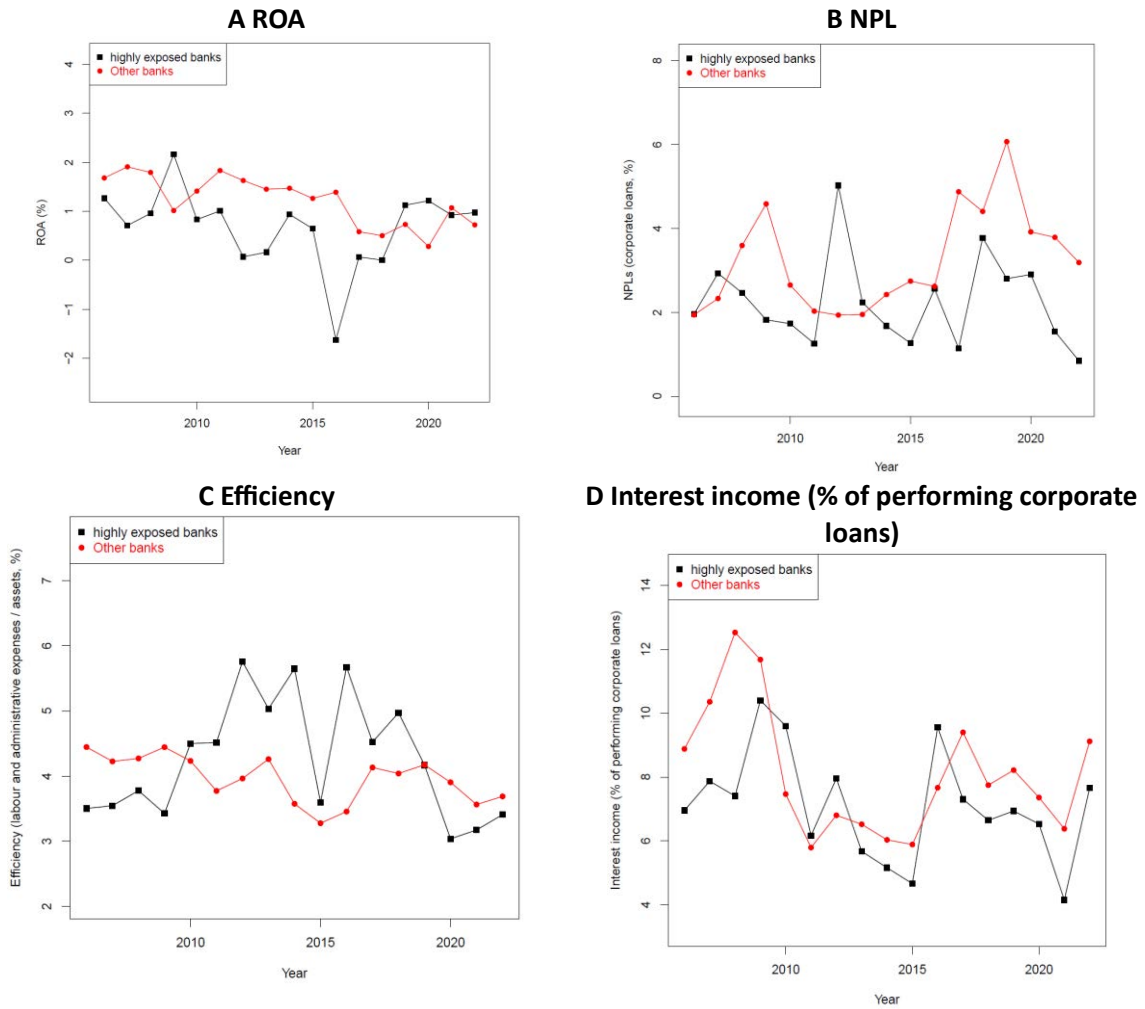 A ROA
highly exposed banks
Other banks
4
3
2
1
0
−1
−2
ROA (%)
2010 2015 2020
Year
B NPL
highly exposed banks
Other banks
8
6
4
2
0
NPLs (corporate loans, %)
2010 2015 2020
Year
C Efficiency
highly exposed banks
Other banks
7
6
5
4
3
2
Efficiency (labour and administrative expenses / assets, %)
2010 2015 2020
Year
D Interest income (% of performing corporate
loans)
highly exposed banks
Other banks
14
12
10
8
6
4
Interest income (% of performing corporate loans)
2010 2015 2020
Year